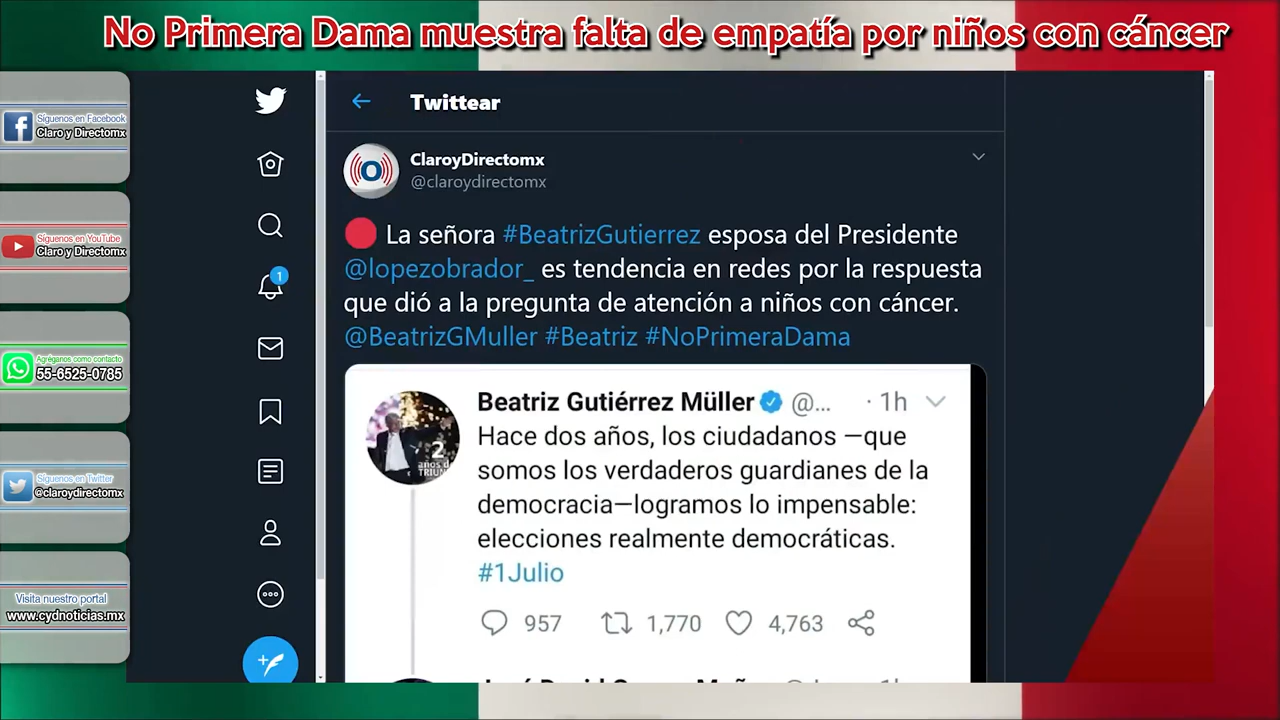 No Primera Dama muestra falta de empatía por niños con cáncer
Síguenos en Facebook
Claro y Directomx
Síguenos en YouTube
Claro y Directomx
Agréganos como contacto
55-6525-0785
Síguenos en Twitter
@claroydirectomx
Visita nuestro portal
www.cydnoticias.mx
1
Twittear
ClaroyDirectomx
@claroydirectomx
La señora #BeatrizGutierrez esposa del Presidente
@lopezobrador_ es tendencia en redes por la respuesta
que dió a la pregunta de atención a niños con cáncer.
@BeatrizGMuller #Beatriz #NoPrimeraDama
Beatriz Gutiérrez Müller @... · 1h
Hace dos años, los ciudadanos —que
somos los verdaderos guardianes de la
democracia—logramos lo impensable:
elecciones realmente democráticas.
#1Julio
957 1,770 4,763
2